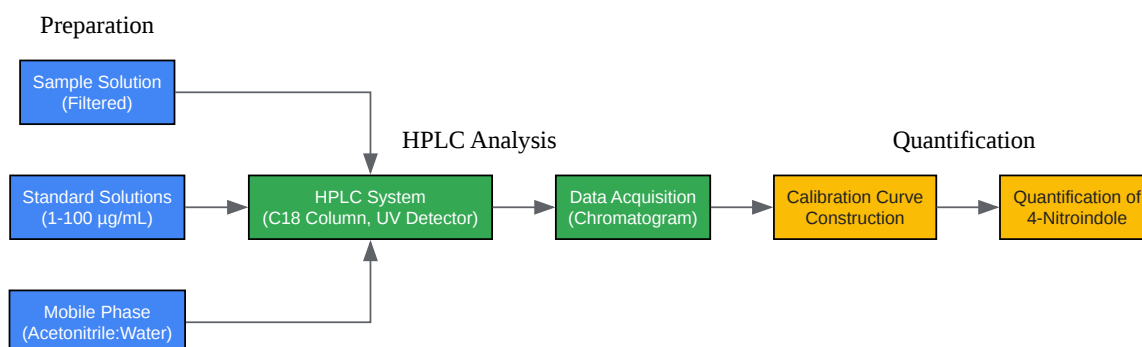 Preparation
Sample Solution
(Filtered)
HPLC Analysis
Quantification
Standard Solutions
(1-100 µg/mL)
HPLC System
(C18 Column, UV Detector)
Data Acquisition
(Chromatogram)
Calibration Curve
Construction
Quantification of
4-Nitroindole
Mobile Phase
(Acetonitrile:Water)